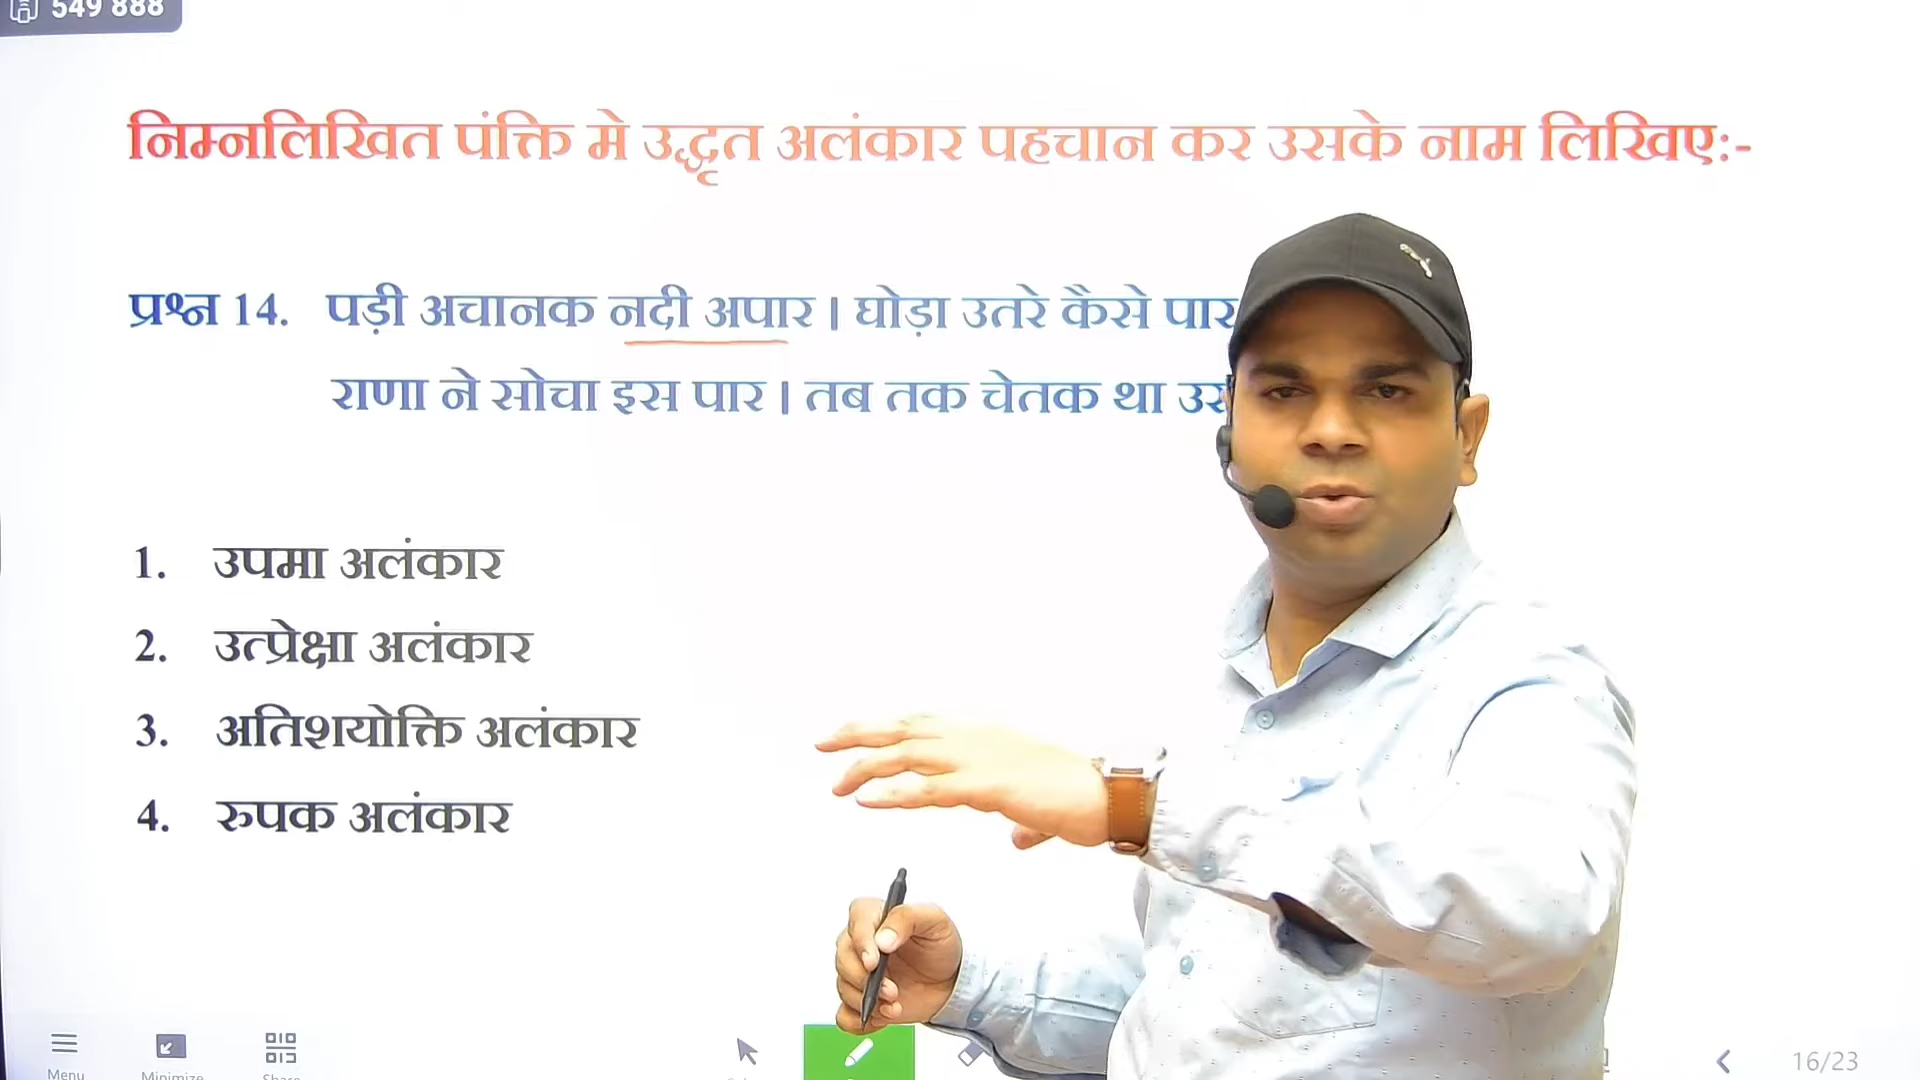 549 888
निम्नलिखित पंक्ति मे उद्धृत अलंकार पहचान कर उसके नाम लिखिए:-
प्रश्न 14. पड़ी अचानक नदी अपार | घोड़ा उतरे कैसे पार
राणा ने सोचा इस पार | तब तक चेतक था
1. उपमा अलंकार
2. उत्प्रेक्षा अलंकार
3. अतिशयोक्ति अलंकार
4. रुपक अलंकार
Menu Minimize Share 16/23